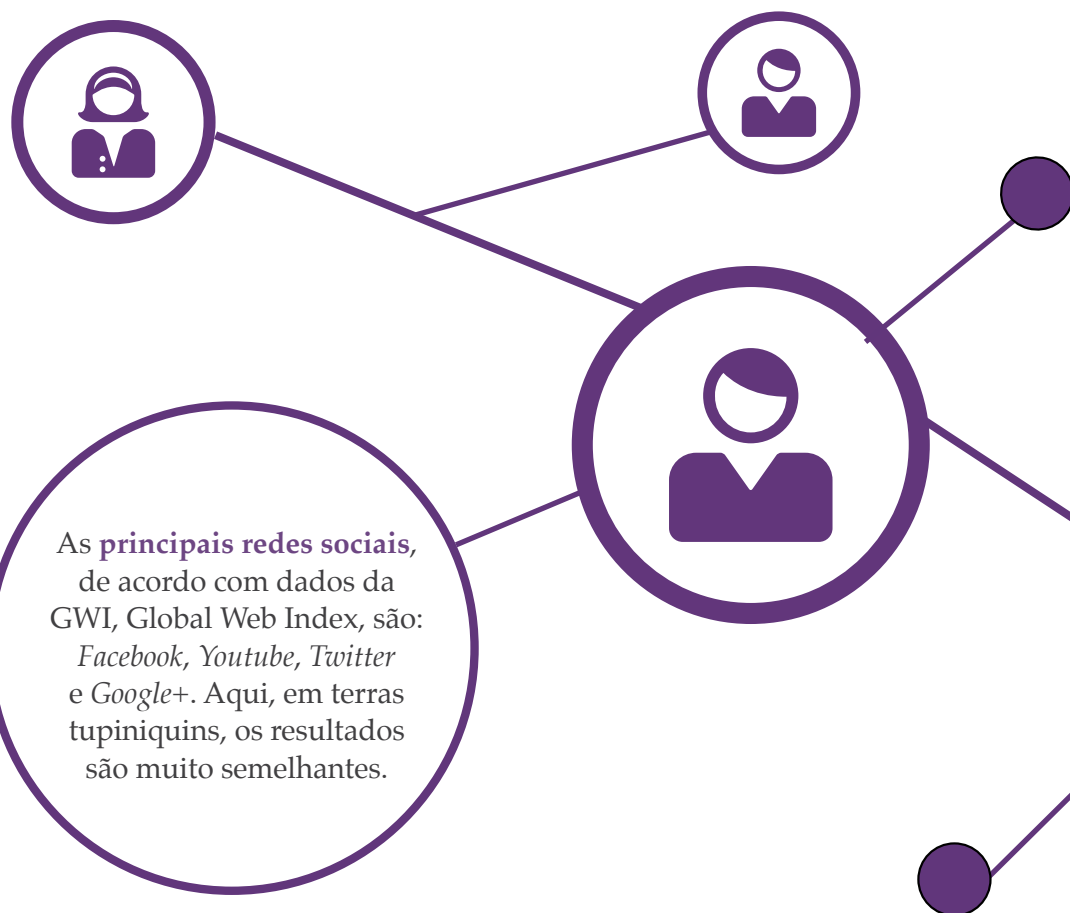 As principais redes sociais,
de acordo com dados da
GWI, Global Web Index, são:
Facebook, Youtube, Twitter
e Google+. Aqui, em terras
tupiniquins, os resultados
são muito semelhantes.